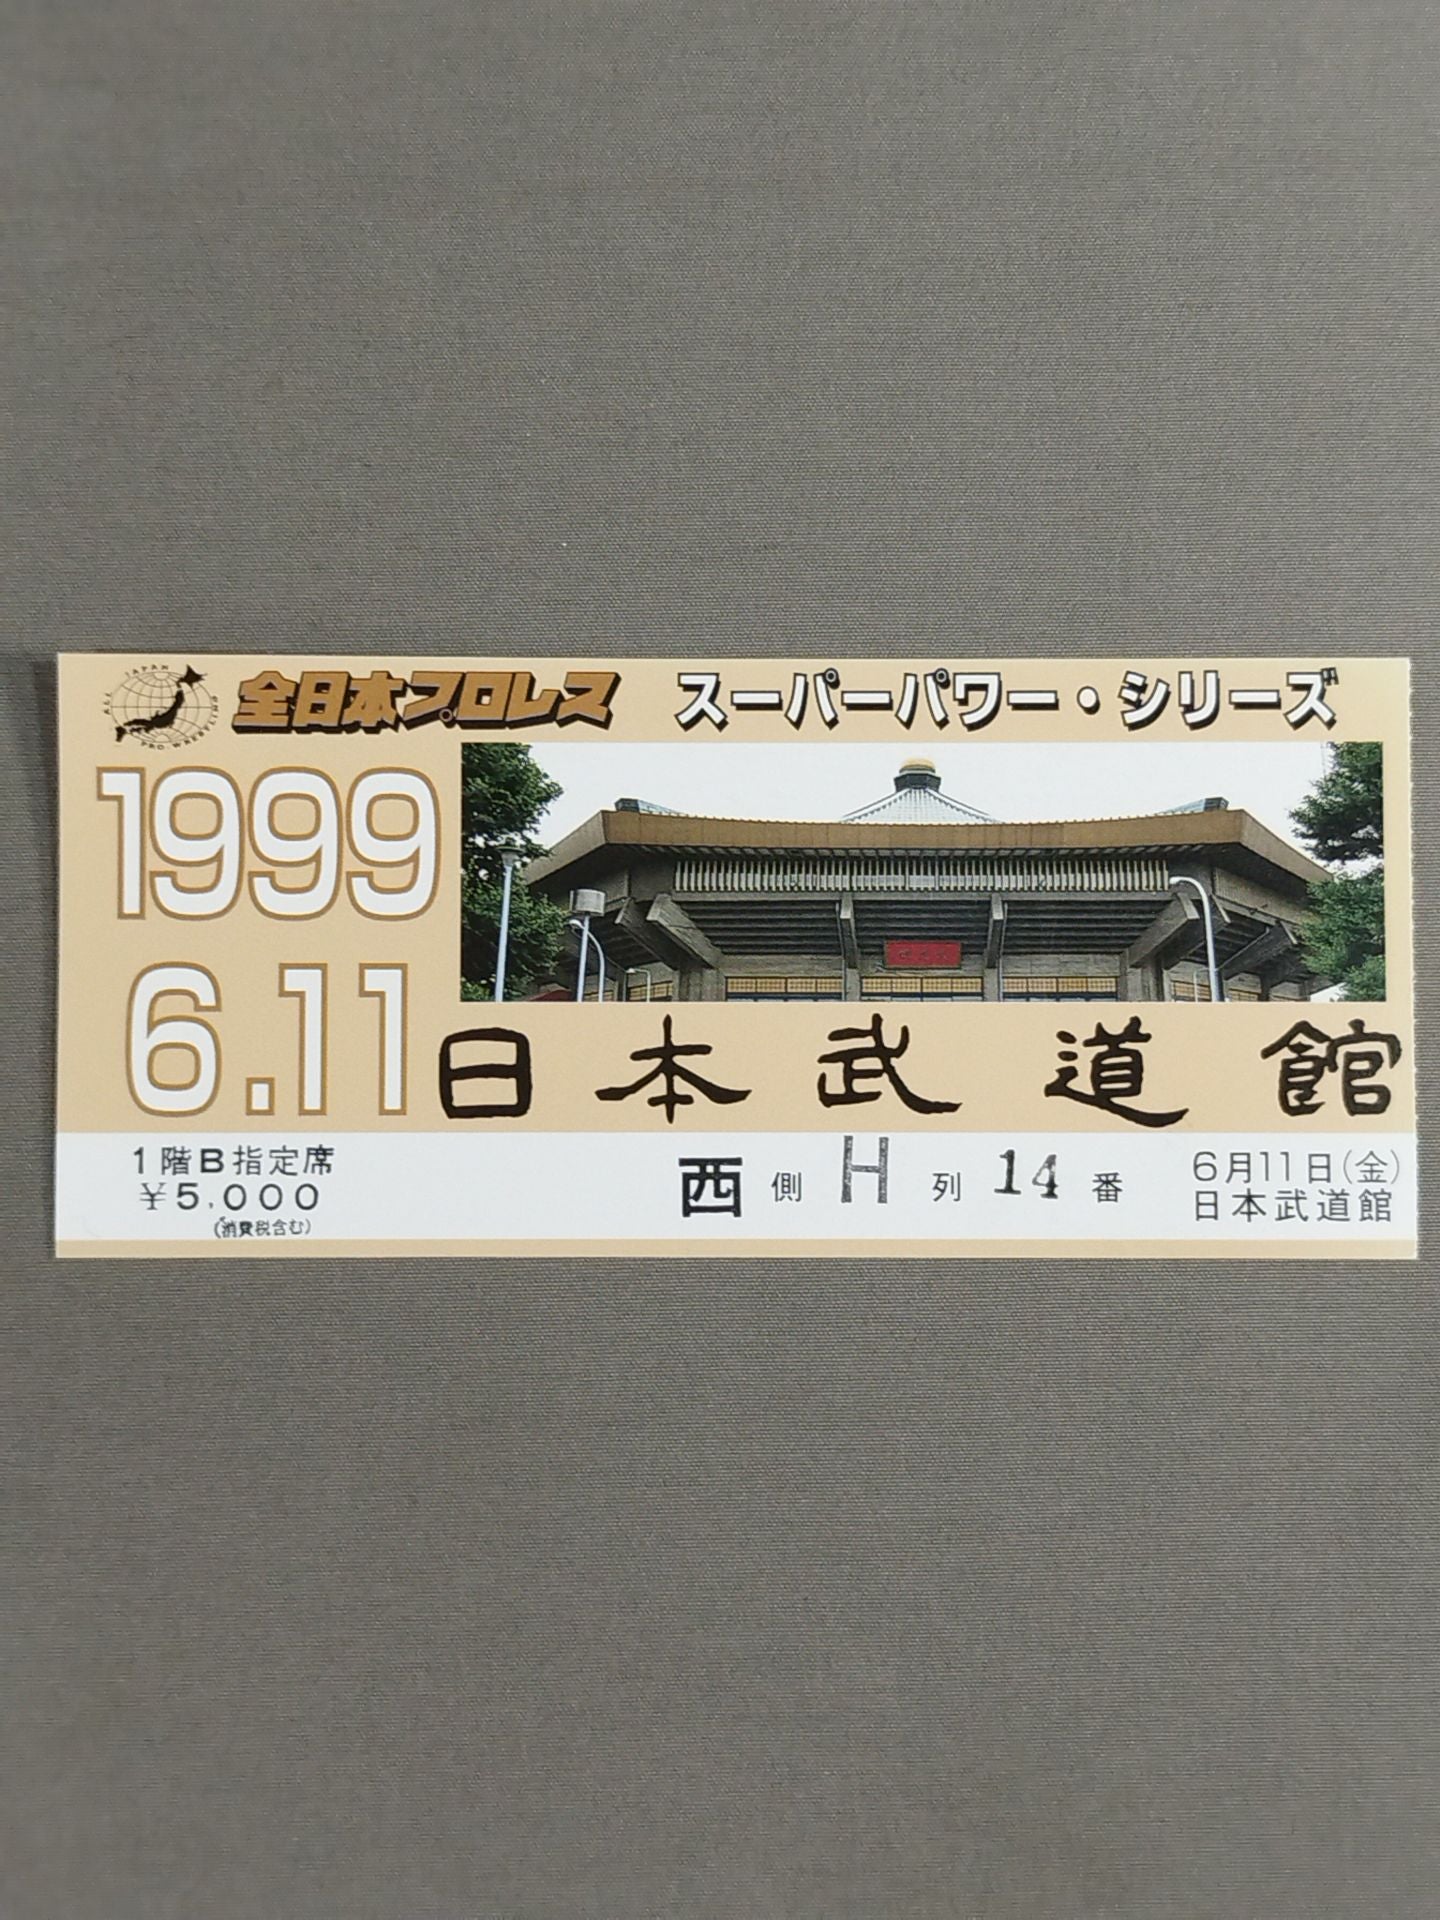 ALL JAPAN PRO-WRESTLING
全日本プロレス スーパーパワー・シリーズ
1999
6.11
日本武道館
1階B指定席
¥5,000
(消費税含む)
西側 H列 14番
6月11日(金)
日本武道館